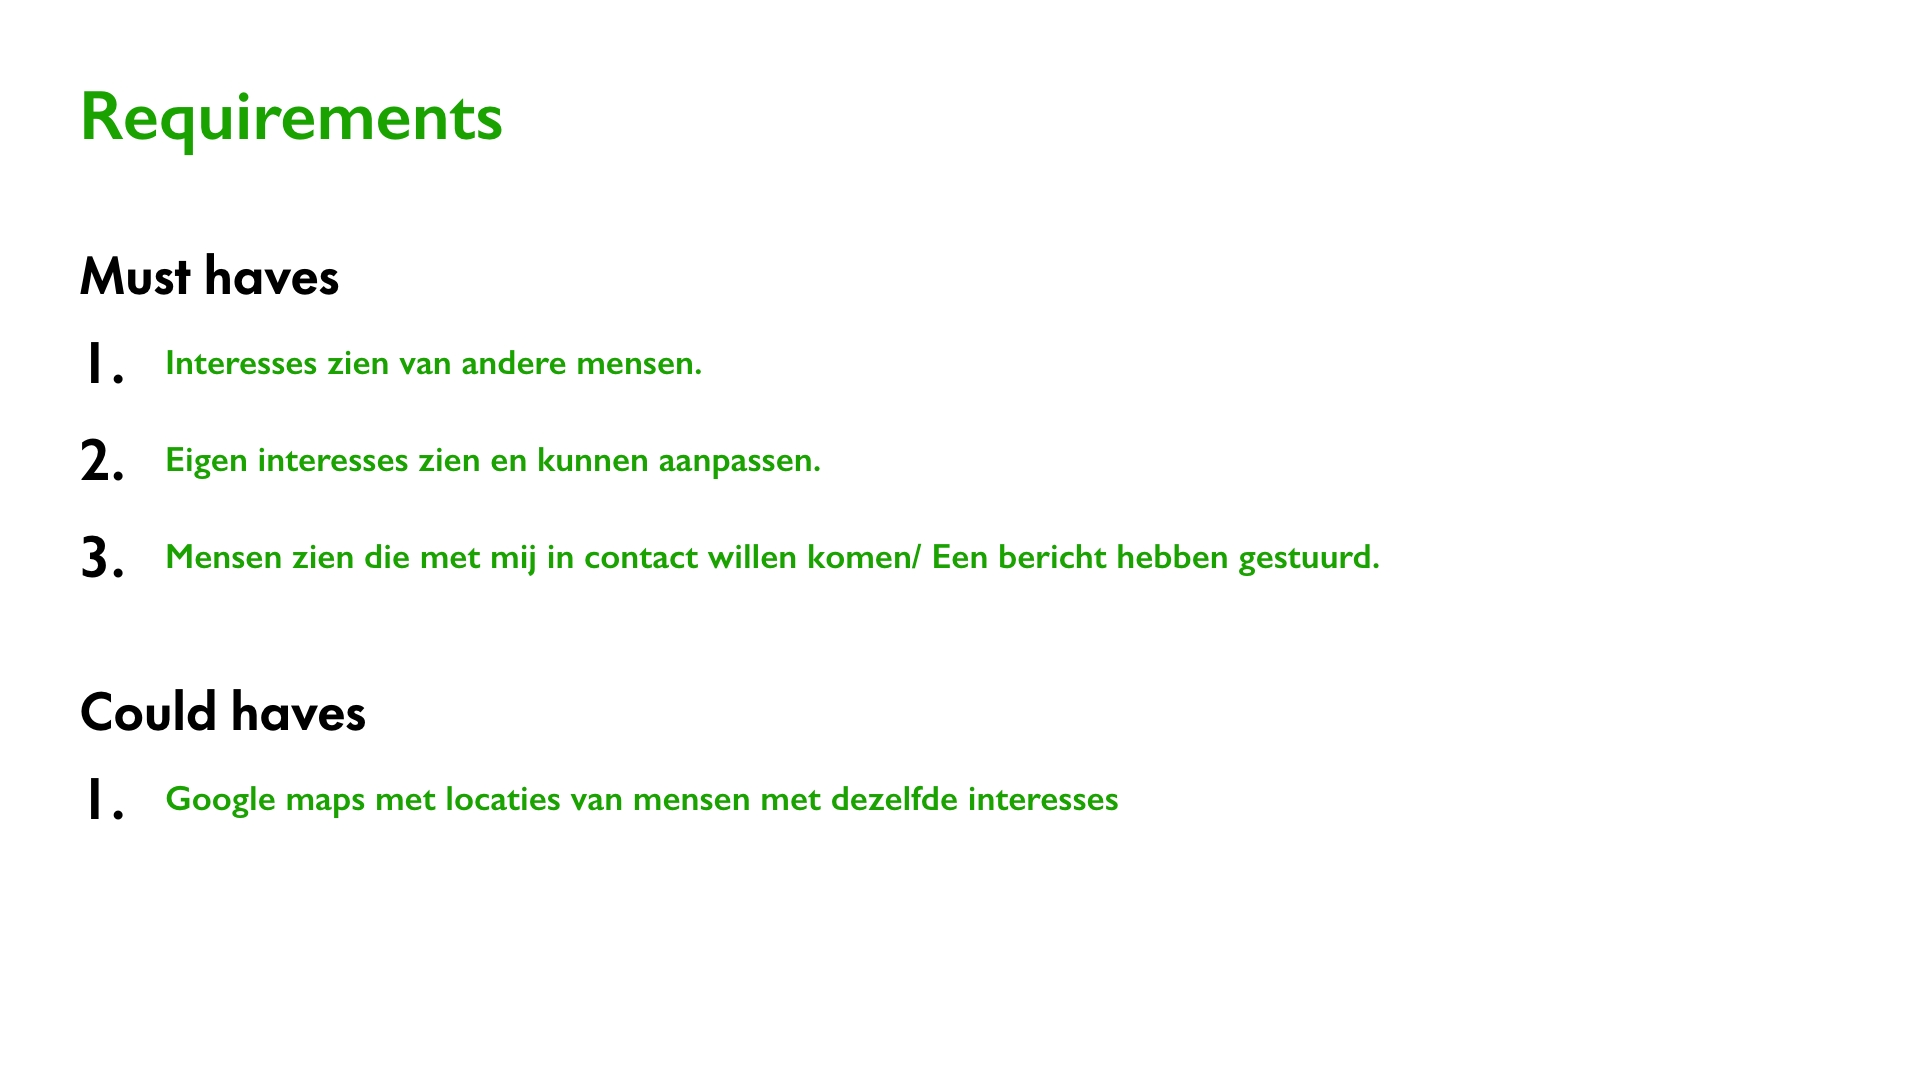 Requirements
Must haves
1. Interesses zien van andere mensen.
2. Eigen interesses zien en kunnen aanpassen.
3. Mensen zien die met mij in contact willen komen/ Een bericht hebben gestuurd.
Could haves
1. Google maps met locaties van mensen met dezelfde interesses